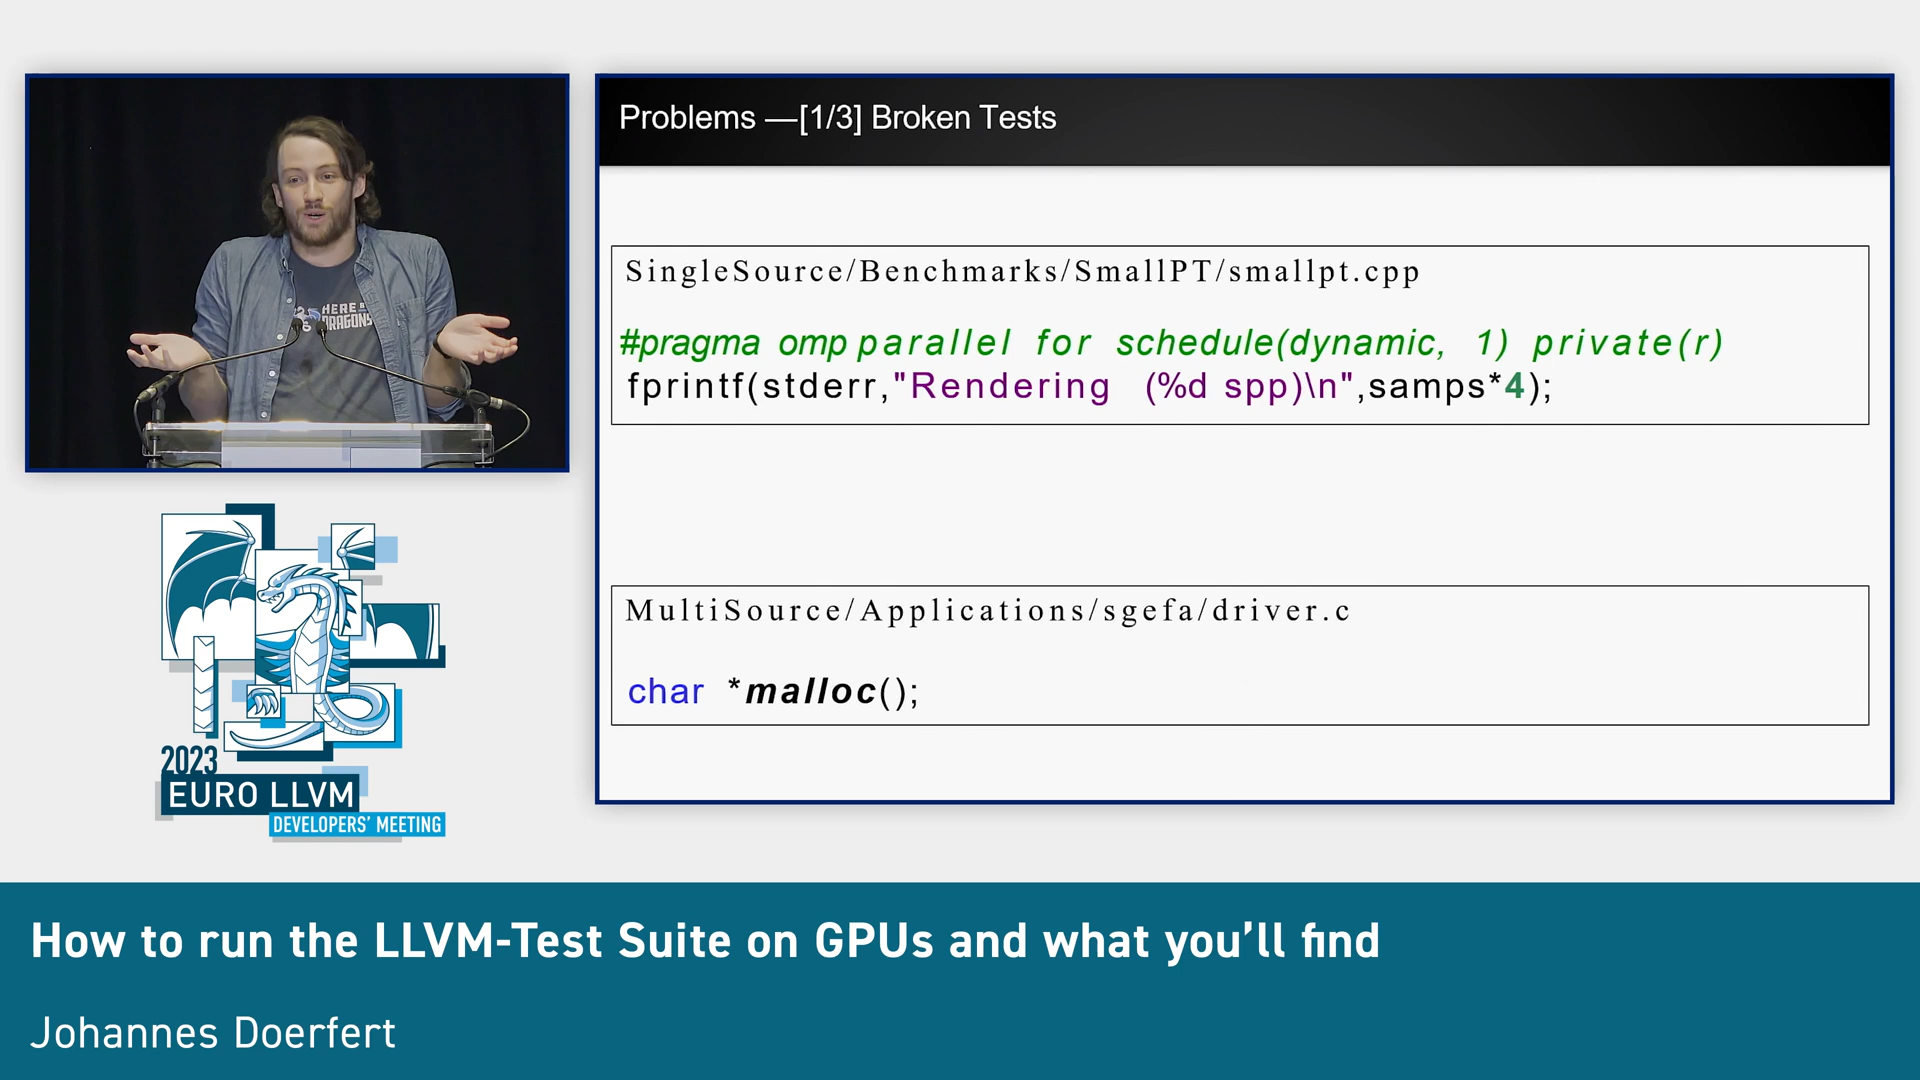 Problems —[1/3] Broken Tests
SingleSource/Benchmarks/SmallPT/smallpt.cpp
#pragma omp parallel for schedule(dynamic, 1) private(r)
fprintf(stderr,"Rendering (%d spp)\n",samps*4);
MultiSource/Applications/sgefa/driver.c
char *malloc();
HERE
DRAGONS
2023
EURO LLVM
DEVELOPERS' MEETING
How to run the LLVM-Test Suite on GPUs and what you'll find
Johannes Doerfert